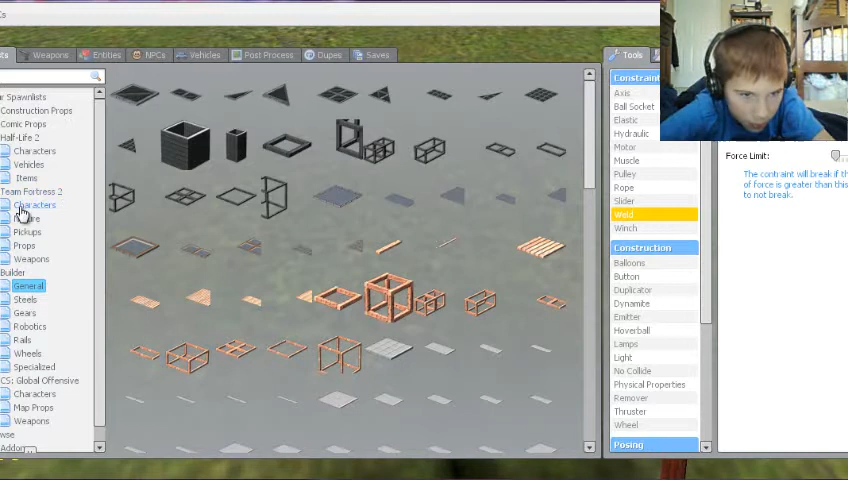 Weapons Entities NPCs Vehicles Post Process Dupes Saves Tools
Construction Props
Comic Props
Half-Life 2
Characters
Vehicles
Items
Team Fortress 2
Characters
Pickups
Props
Weapons
Builder
General
Steels
Gears
Robotics
Rails
Wheels
Specialized
CS: Global Offensive
Characters
Map Props
Weapons
Axis
Ball Socket
Elastic
Hydraulic
Motor
Muscle
Pulley
Rope
Slider
Weld
Winch
Construction
Balloons
Button
Duplicator
Dynamite
Emitter
Hoverball
Lamps
Light
No Collide
Physical Properties
Remover
Thruster
Wheel
Posing
Force Limit:
The contraint will break if th
of force is greater than this
to not break.